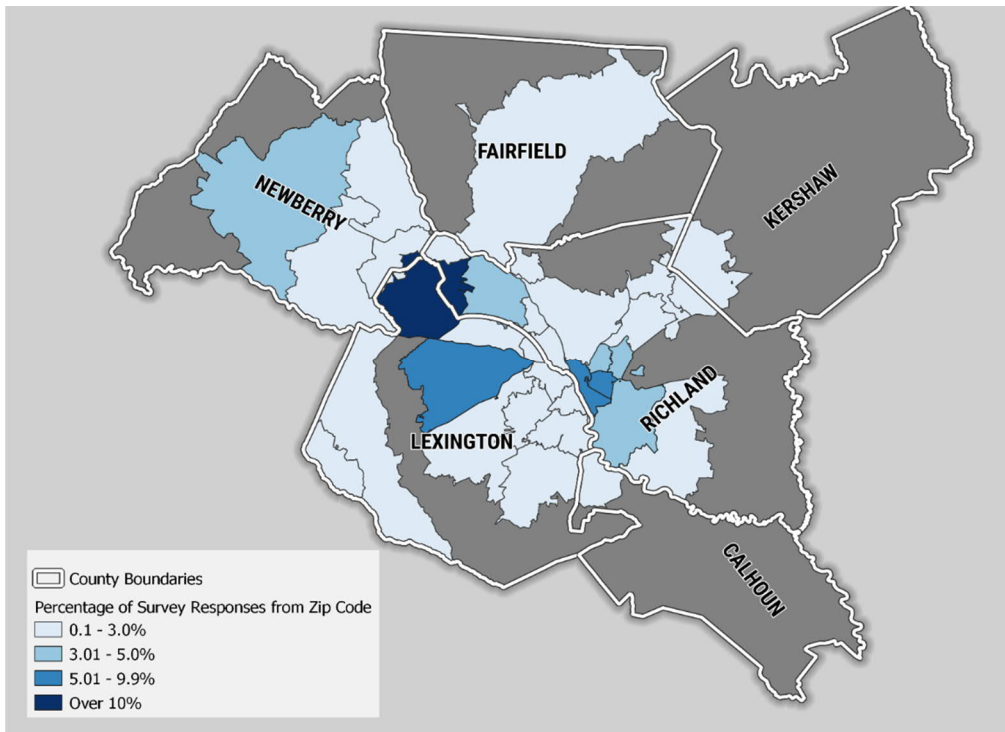 FAIRFIELD
KERSHAW
NEWBERRY
RICHLAND
LEXINGTON
CALHOUN
County Boundaries
Percentage of Survey Responses from Zip Code
0.1 - 3.0%
3.01 - 5.0%
5.01 - 9.9%
Over 10%